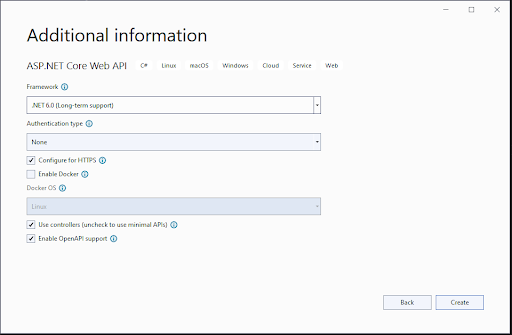 Additional information
ASP.NET Core Web API C# Linux macOS Windows Cloud Service Web
Framework
.NET 6.0 (Long-term support)
Authentication type
None
Configure for HTTPS
Enable Docker
Docker OS
Linux
Use controllers (uncheck to use minimal APIs)
Enable OpenAPI support
Back Create